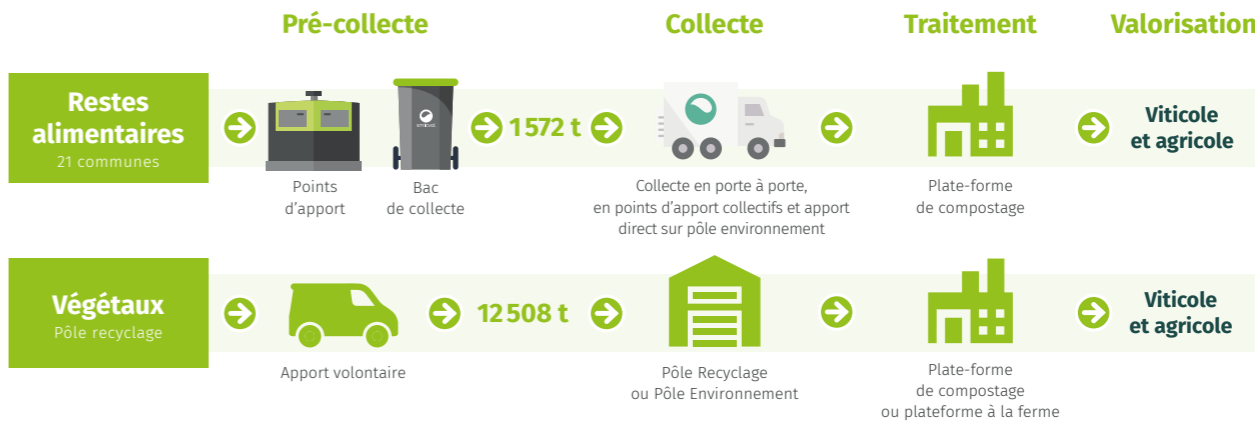 Pré-collecte
Collecte
Traitement
Valorisation
Restes
alimentaires
21 communes
Points
d'apport
Bac
de collecte
1 572 t
Collecte en porte à porte,
en points d'apport collectifs et apport
direct sur pôle environnement
Plate-forme
de compostage
Viticole
et agricole
Végétaux
Pôle recyclage
Apport volontaire
12 508 t
Pôle Recyclage
ou Pôle Environnement
Plate-forme
de compostage
ou plateforme à la ferme
Viticole
et agricole